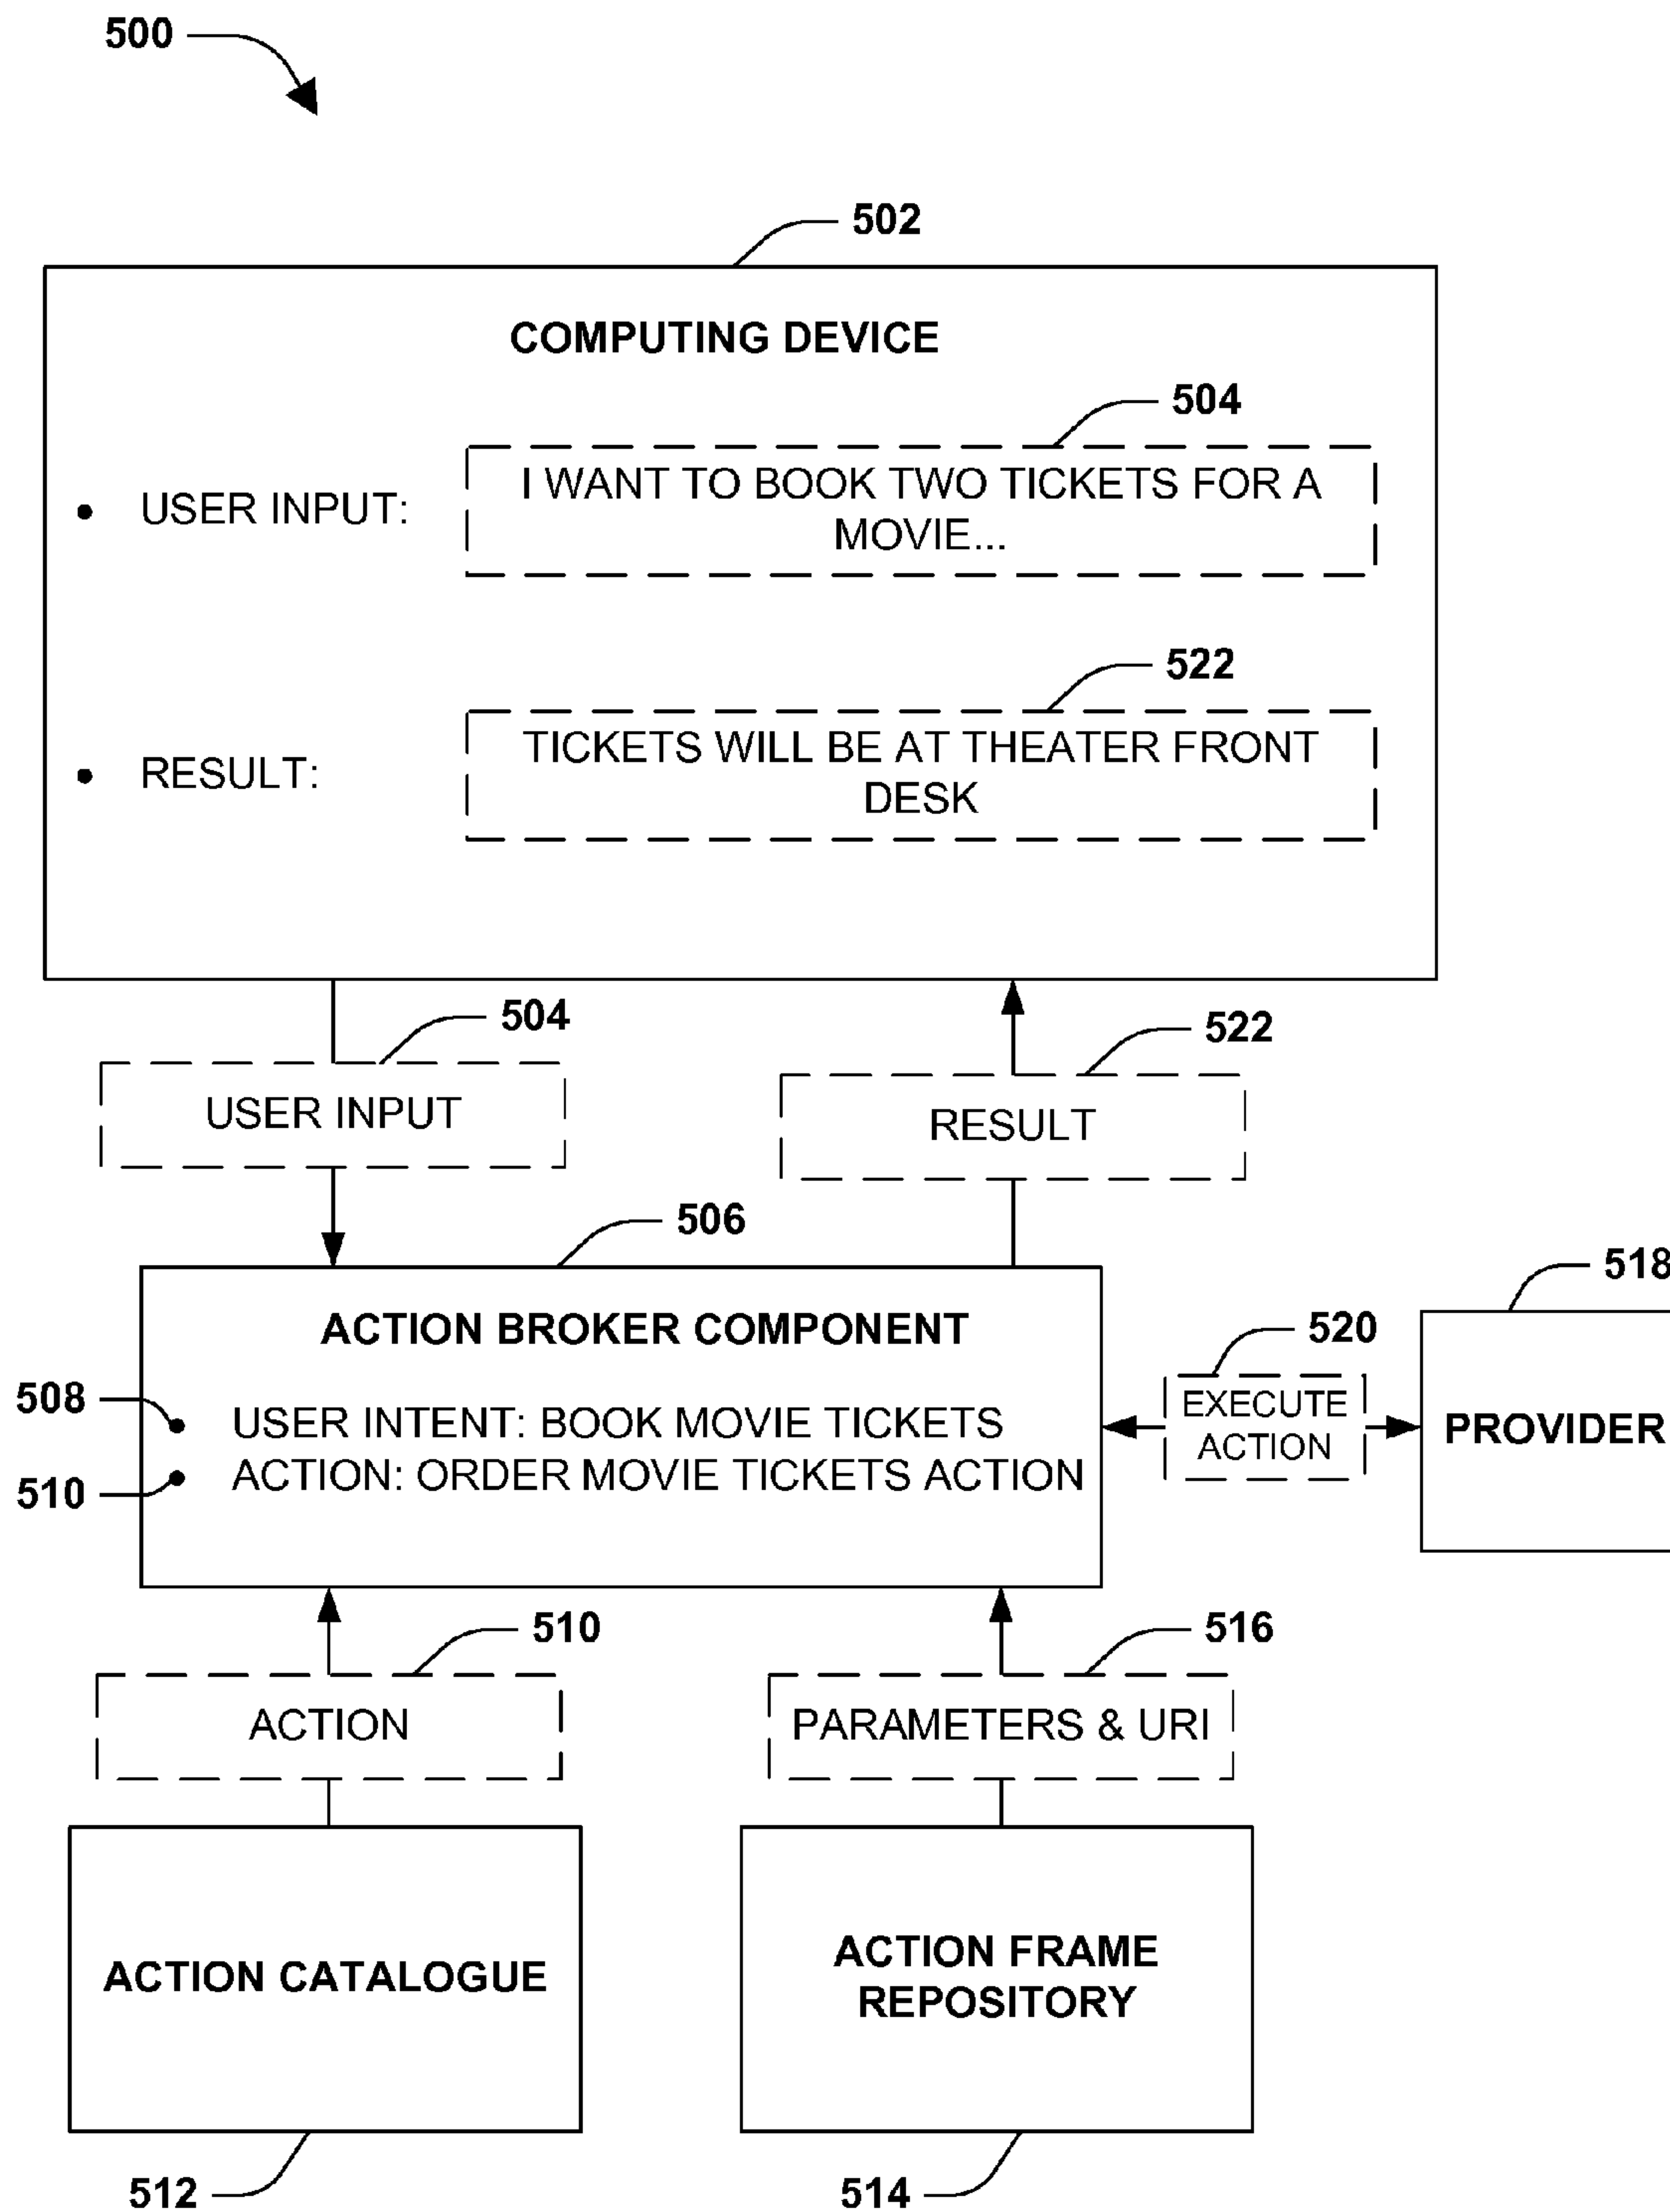 500
502
COMPUTING DEVICE
504
• USER INPUT:
I WANT TO BOOK TWO TICKETS FOR A
MOVIE...
522
• RESULT:
TICKETS WILL BE AT THEATER FRONT
DESK
504
USER INPUT
522
RESULT
506
ACTION BROKER COMPONENT
508
• USER INTENT: BOOK MOVIE TICKETS
510
• ACTION: ORDER MOVIE TICKETS ACTION
520
EXECUTE
ACTION
518
PROVIDER
510
ACTION
516
PARAMETERS & URI
ACTION CATALOGUE
512
ACTION FRAME
REPOSITORY
514